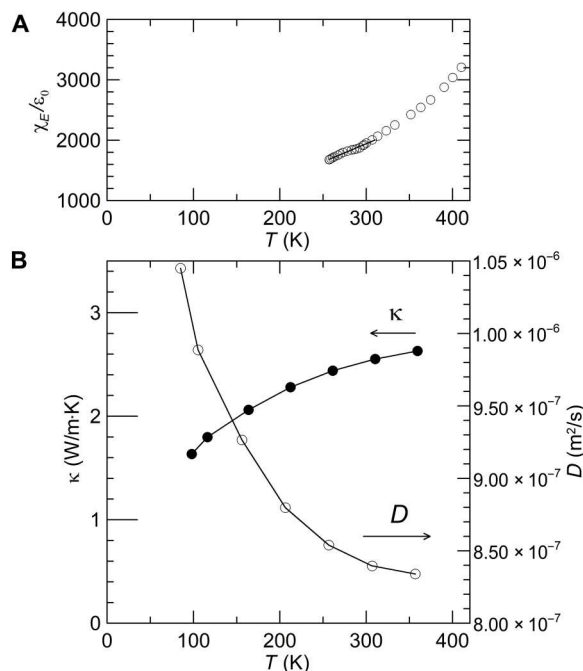 A
4000
3000
2000
1000
χE/ε0
0 100 200 300 400
T (K)
B
3
2
1
0
κ (W/m·K)
κ
D
1.05 × 10⁻⁶
1.00 × 10⁻⁶
9.50 × 10⁻⁷
9.00 × 10⁻⁷
8.50 × 10⁻⁷
8.00 × 10⁻⁷
D (m²/s)
0 100 200 300 400
T (K)